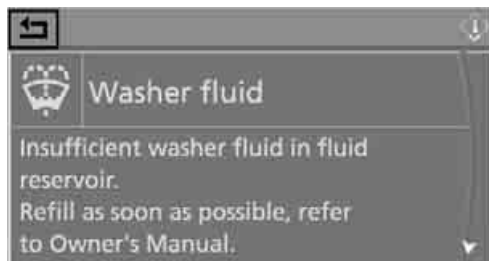 Washer fluid
Insufficient washer fluid in fluid
reservoir.
Refill as soon as possible, refer
to Owner's Manual.